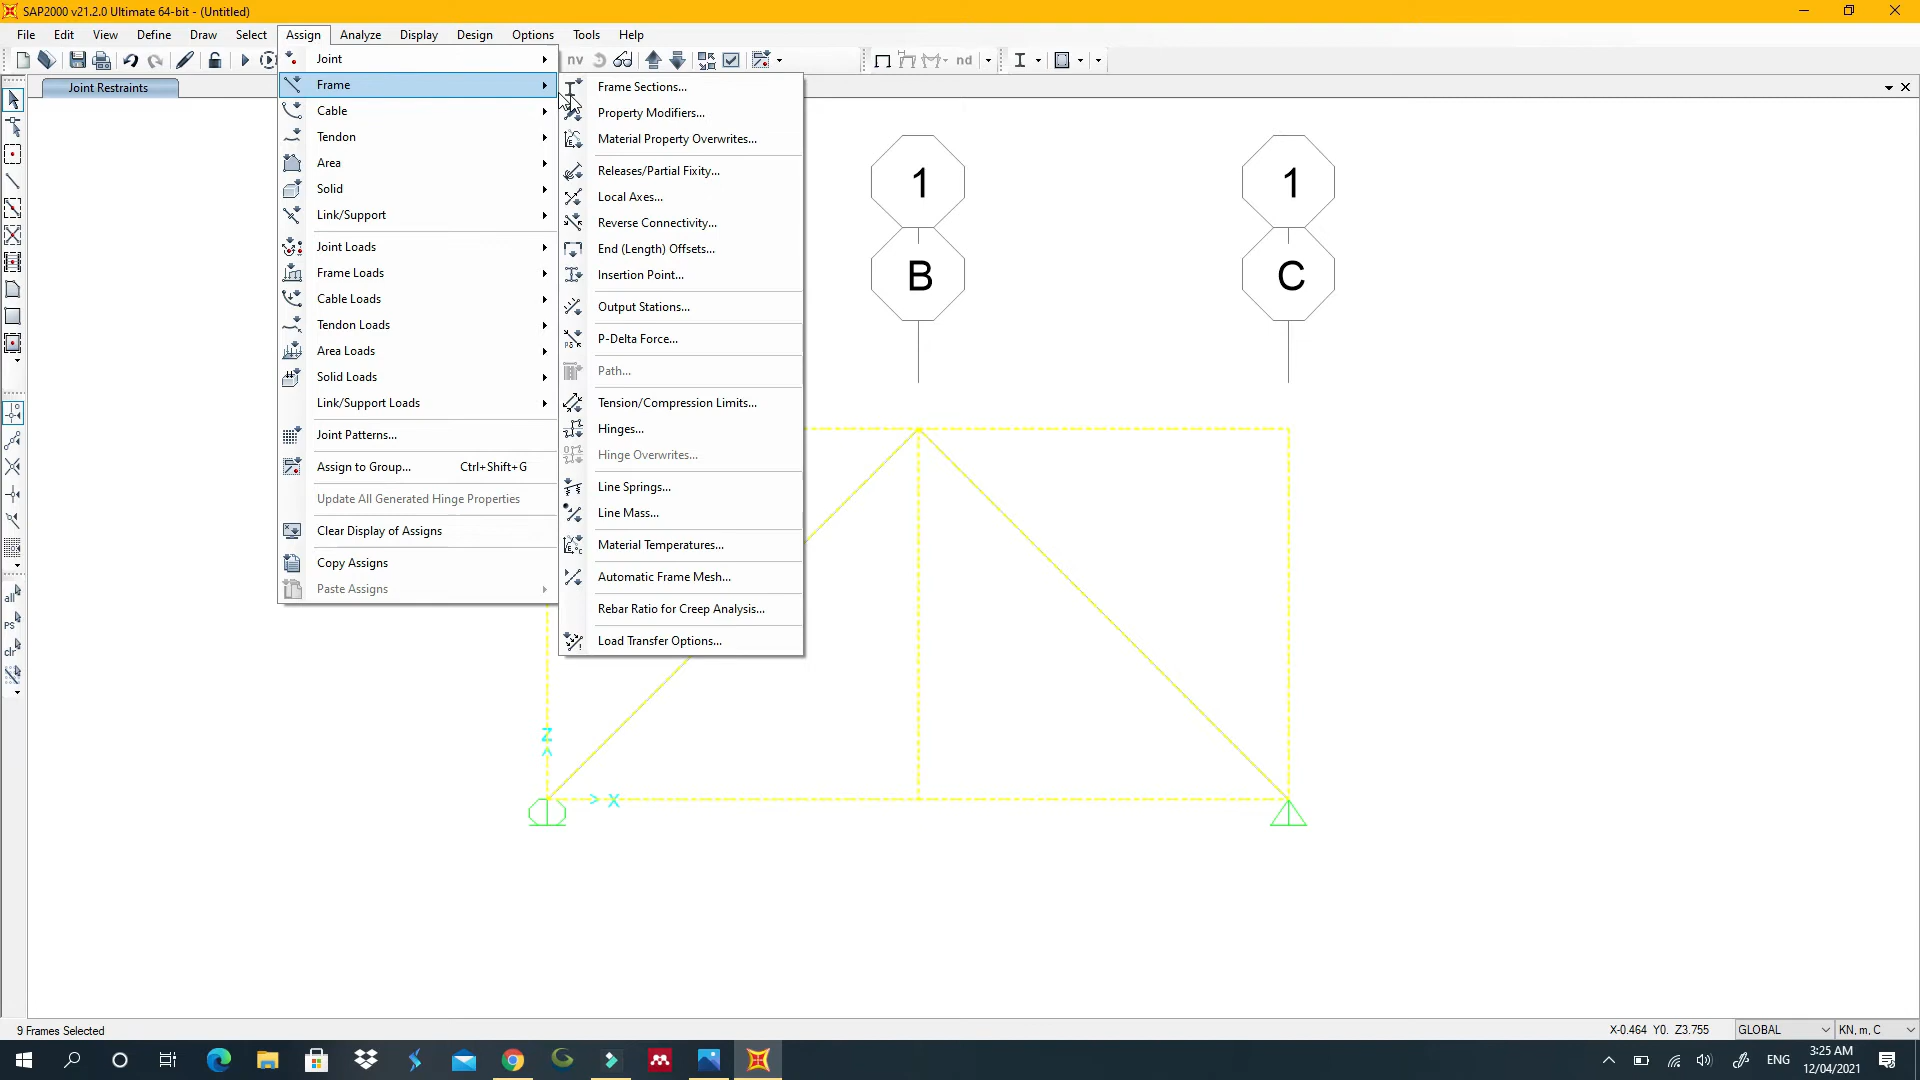 SAP2000 v21.2.0 Ultimate 64-bit - (Untitled)
File Edit View Define Draw Select Assign Analyze Display Design Options Tools Help
nv
nd
Joint Restraints
Joint
Frame
Cable
Tendon
Area
Solid
Link/Support
Joint Loads
Frame Loads
Cable Loads
Tendon Loads
Area Loads
Solid Loads
Link/Support Loads
Joint Patterns...
Assign to Group... Ctrl+Shift+G
Update All Generated Hinge Properties
Clear Display of Assigns
Copy Assigns
Paste Assigns
Frame Sections...
Property Modifiers...
Material Property Overwrites...
Releases/Partial Fixity...
Local Axes...
Reverse Connectivity...
End (Length) Offsets...
Insertion Point...
Output Stations...
P-Delta Force...
Path...
Tension/Compression Limits...
Hinges...
Hinge Overwrites...
Line Springs...
Line Mass...
Material Temperatures...
Automatic Frame Mesh...
Rebar Ratio for Creep Analysis...
Load Transfer Options...
1 1
B C
all
PS
clr
Z
X
9 Frames Selected
X-0.464 Y0. Z3.755
GLOBAL
KN, m, C
ENG
3:25 AM
12/04/2021